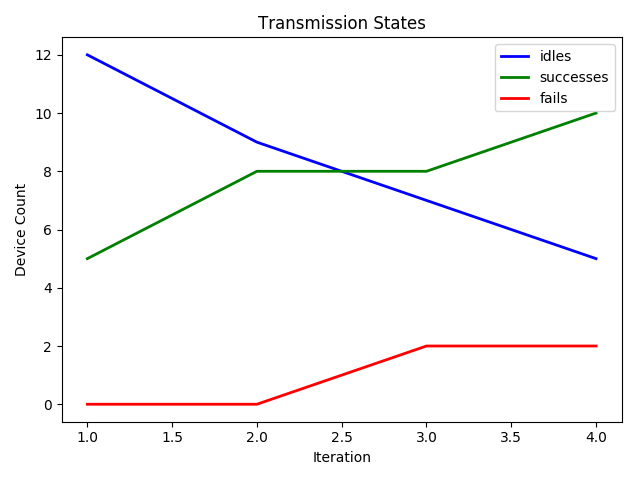 Transmission States
idles
successes
fails
Device Count
12
10
8
6
4
2
0
1.0 1.5 2.0 2.5 3.0 3.5 4.0
Iteration